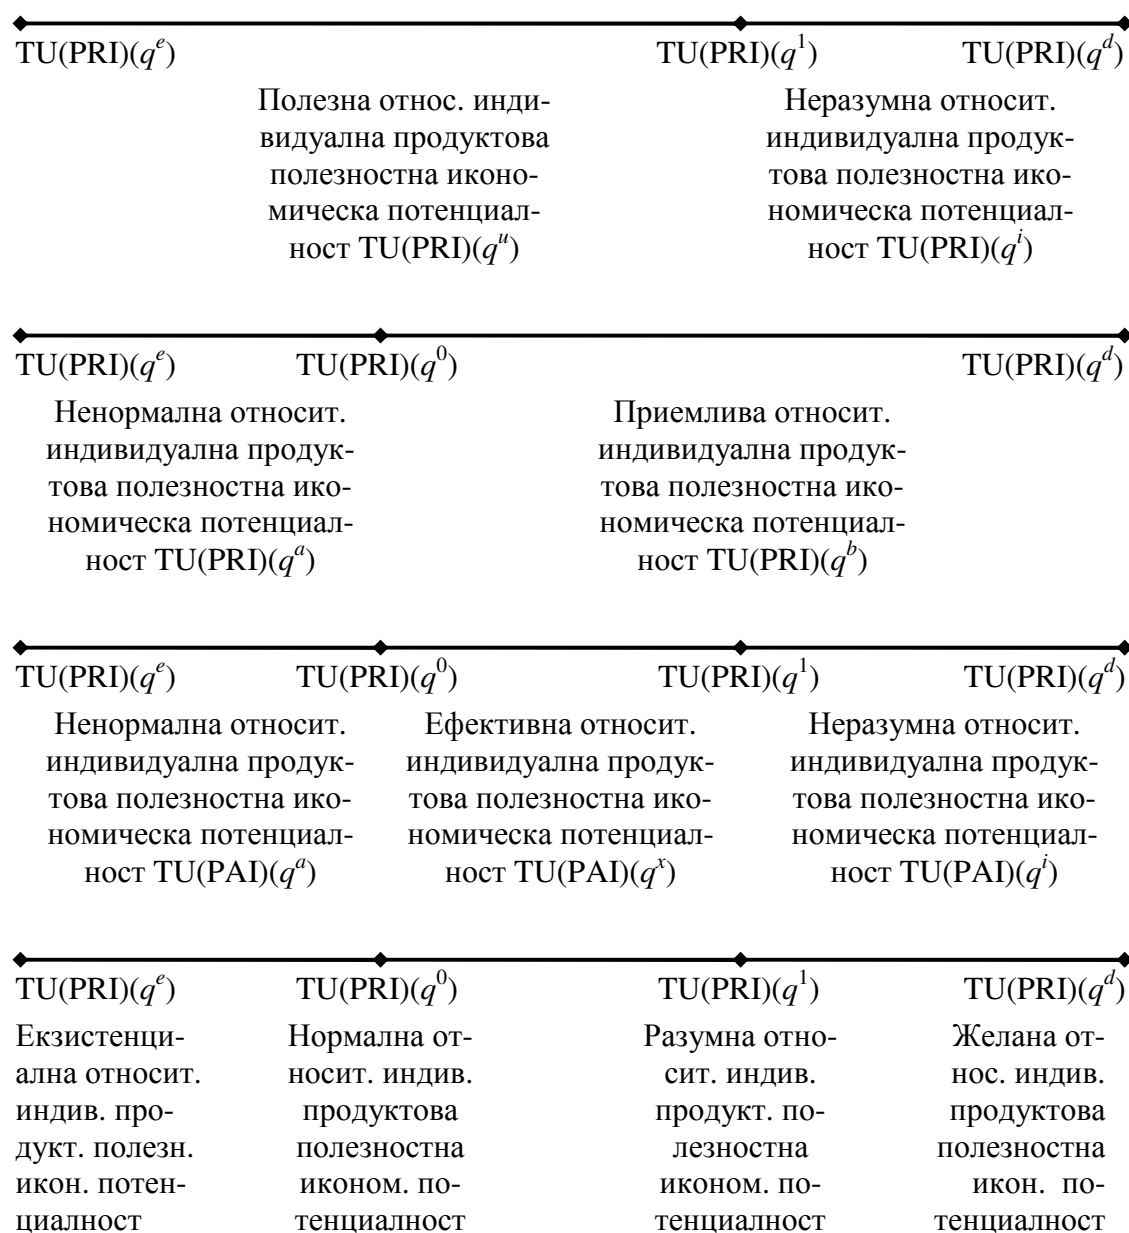 TU(PRI)(q^e) TU(PRI)(q^1) TU(PRI)(q^d)
Полезна относ. инди- Неразумна относит.
видуална продуктова индивидуална продук-
полезностна иконо- това полезностна ико-
мическа потенциал- номическа потенциал-
ност TU(PRI)(q^u) ност TU(PRI)(q^i)
TU(PRI)(q^e) TU(PRI)(q^0) TU(PRI)(q^d)
Ненормална относит. Приемлива относит.
индивидуална продук- индивидуална продук-
това полезностна ико- това полезностна ико-
номическа потенциал- номическа потенциал-
ност TU(PRI)(q^a) ност TU(PRI)(q^b)
TU(PRI)(q^e) TU(PRI)(q^0) TU(PRI)(q^1) TU(PRI)(q^d)
Ненормална относит. Ефективна относит. Неразумна относит.
индивидуална продук- индивидуална продук- индивидуална продук-
това полезностна ико- това полезностна ико- това полезностна ико-
номическа потенциал- номическа потенциал- номическа потенциал-
ност TU(PAI)(q^a) ност TU(PAI)(q^x) ност TU(PAI)(q^i)
TU(PRI)(q^e) TU(PRI)(q^0) TU(PRI)(q^1) TU(PRI)(q^d)
Екзистенци- Нормална от- Разумна отно- Желана от-
ална относит. носит. индив. сит. индив. нос. индив.
индив. про- продуктова продукт. по- продуктова
дукт. полезн. полезностна лезностна полезностна
икон. потен- иконом. по- иконом. по- икон. по-
циалност тенциалност тенциалност тенциалност